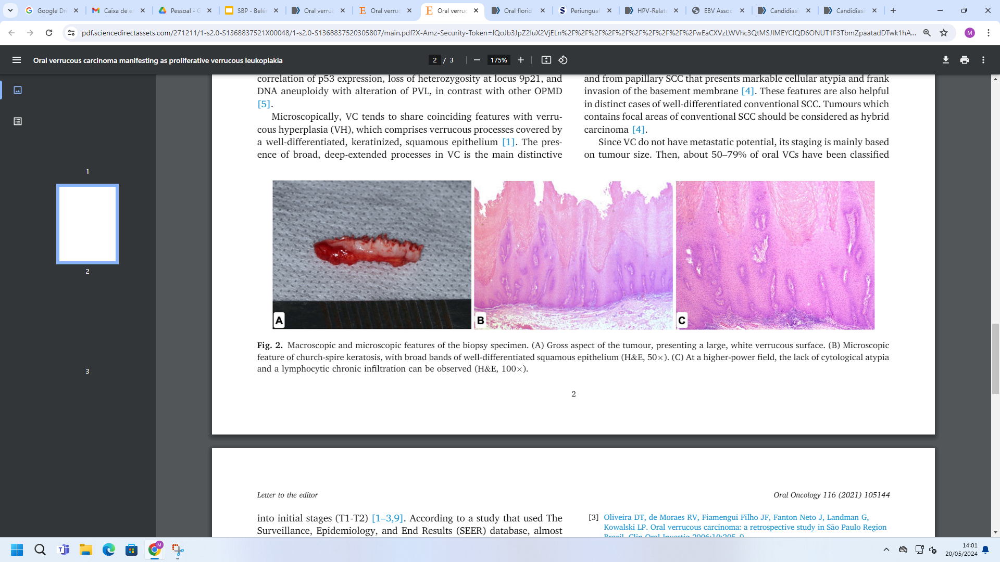 Google Dri
Caixa de e
Pessoal - G
SBP - Belé
Oral verruc
Oral verruc
Oral verruc
Oral florid
Periungual
HPV-Relate
EBV Assoc
Candidiasi
Candidiasi
pdf.sciencedirectassets.com/271211/1-s2.0-S1368837521X00048/1-s2.0-S1368837520305807/main.pdf?X-Amz-Security-Token=IQoJb3JpZ2luX2VjELn%2F%2F%2F%2F%2F%2F%2F%2F%2F%2FwEaCXVzLWVhc3QtMSJIMEYCIQD6ONUT1F3TbmZpaatadDTwk1hA...
M
Oral verrucous carcinoma manifesting as proliferative verrucous leukoplakia
2 / 3
175%
1
2
3
correlation of p53 expression, loss of heterozygosity at locus 9p21, and
DNA aneuploidy with alteration of PVL, in contrast with other OPMD
[5].
Microscopically, VC tends to share coinciding features with verru-
cous hyperplasia (VH), which comprises verrucous processes covered by
a well-differentiated, keratinized, squamous epithelium [1]. The pres-
ence of broad, deep-extended processes in VC is the main distinctive
and from papillary SCC that presents markable cellular atypia and frank
invasion of the basement membrane [4]. These features are also helpful
in distinct cases of well-differentiated conventional SCC. Tumours which
contains focal areas of conventional SCC should be considered as hybrid
carcinoma [4].
Since VC do not have metastatic potential, its staging is mainly based
on tumour size. Then, about 50–79% of oral VCs have been classified
A
B
C
Fig. 2. Macroscopic and microscopic features of the biopsy specimen. (A) Gross aspect of the tumour, presenting a large, white verrucous surface. (B) Microscopic
feature of church-spire keratosis, with broad bands of well-differentiated squamous epithelium (H&E, 50×). (C) At a higher-power field, the lack of cytological atypia
and a lymphocytic chronic infiltration can be observed (H&E, 100×).
2
Letter to the editor
Oral Oncology 116 (2021) 105144
into initial stages (T1-T2) [1–3,9]. According to a study that used The
Surveillance, Epidemiology, and End Results (SEER) database, almost
[3] Oliveira DT, de Moraes RV, Fiamengui Filho JF, Fanton Neto J, Landman G,
Kowalski LP. Oral verrucous carcinoma: a retrospective study in São Paulo Region
Brazil. Clin Oral Investig 2006;10:205–9.
M
14:01
20/05/2024